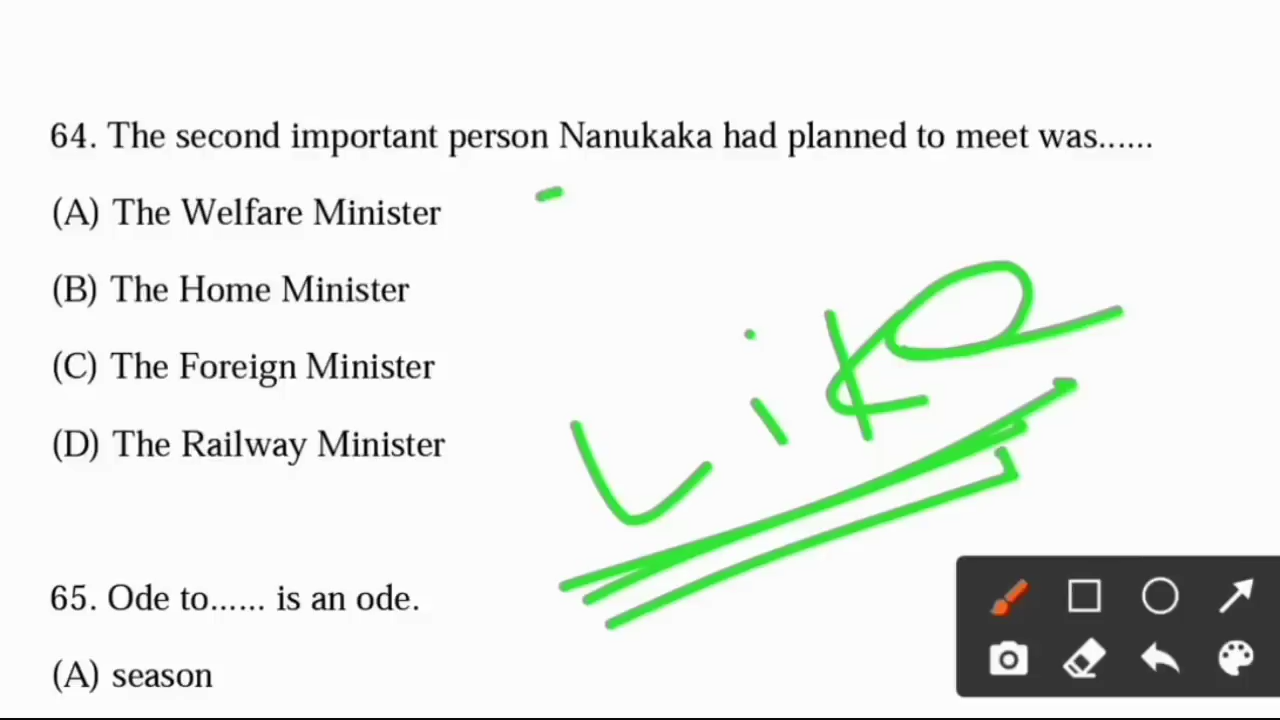 64. The second important person Nanukaka had planned to meet was......
(A) The Welfare Minister
(B) The Home Minister
(C) The Foreign Minister
(D) The Railway Minister
Like
65. Ode to...... is an ode.
(A) season